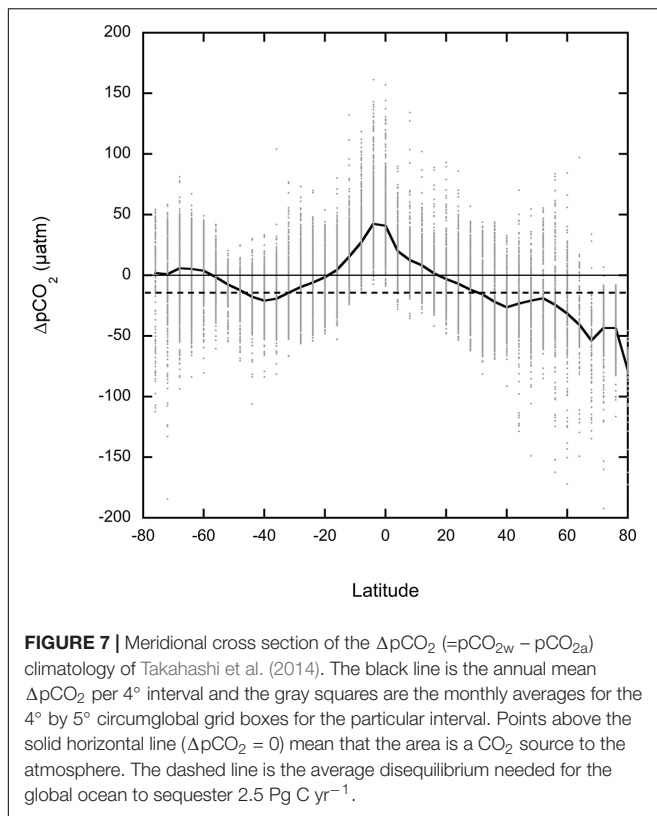 200
150
100
50
0
-50
-100
-150
-200
ΔpCO₂ (µatm)
-80 -60 -40 -20 0 20 40 60 80
Latitude
FIGURE 7 | Meridional cross section of the ΔpCO₂ (=pCO₂w – pCO₂a)
climatology of Takahashi et al. (2014). The black line is the annual mean
ΔpCO₂ per 4° interval and the gray squares are the monthly averages for the
4° by 5° circumglobal grid boxes for the particular interval. Points above the
solid horizontal line (ΔpCO₂ = 0) mean that the area is a CO₂ source to the
atmosphere. The dashed line is the average disequilibrium needed for the
global ocean to sequester 2.5 Pg C yr⁻¹.